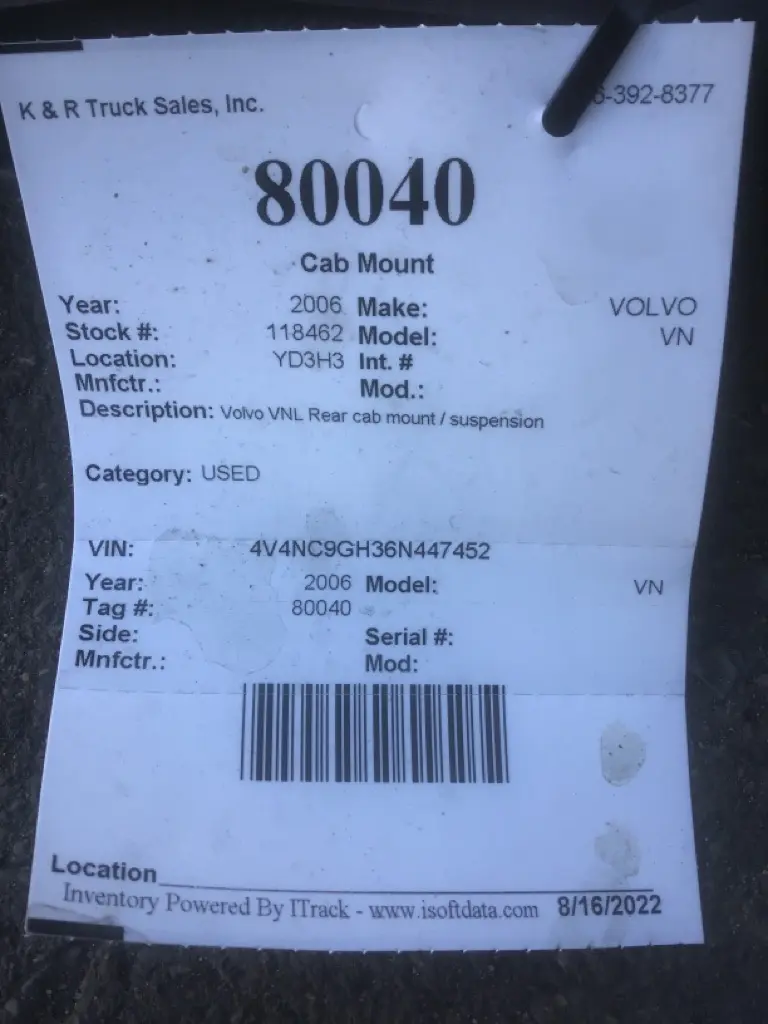 K & R Truck Sales, Inc. 6-392-8377
80040
Cab Mount
Year: 2006 Make: VOLVO
Stock #: 118462 Model: VN
Location: YD3H3 Int. #
Mnfctr.: Mod.:
Description: Volvo VNL Rear cab mount / suspension
Category: USED
VIN: 4V4NC9GH36N447452
Year: 2006 Model: VN
Tag #: 80040
Side: Serial #:
Mnfctr.: Mod:
Location
Inventory Powered By ITrack - www.isoftdata.com 8/16/2022